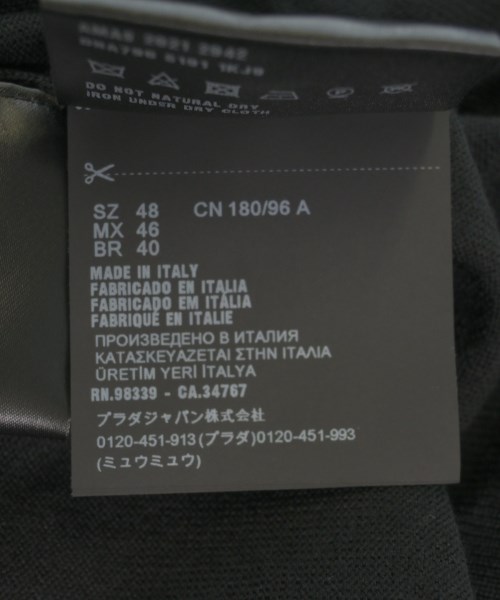 DO NOT NATURAL DRY
IRON UNDER DRY CLOTH
SZ 48 CN 180/96 A
MX 46
BR 40
MADE IN ITALY
FABRICADO EN ITALIA
FABRICADO EM ITÁLIA
FABRIQUÉ EN ITALIE
ПРОИЗВЕДЕНО В ИТАЛИЯ
ΚΑΤΑΣΚΕΥΑΖΕΤΑΙ ΣΤΗΝ ΙΤΑΛΙΑ
ÜRETİM YERİ İTALYA
RN.98339 - CA.34767
プラダジャパン株式会社
0120-451-913(プラダ)0120-451-993
(ミュウミュウ)